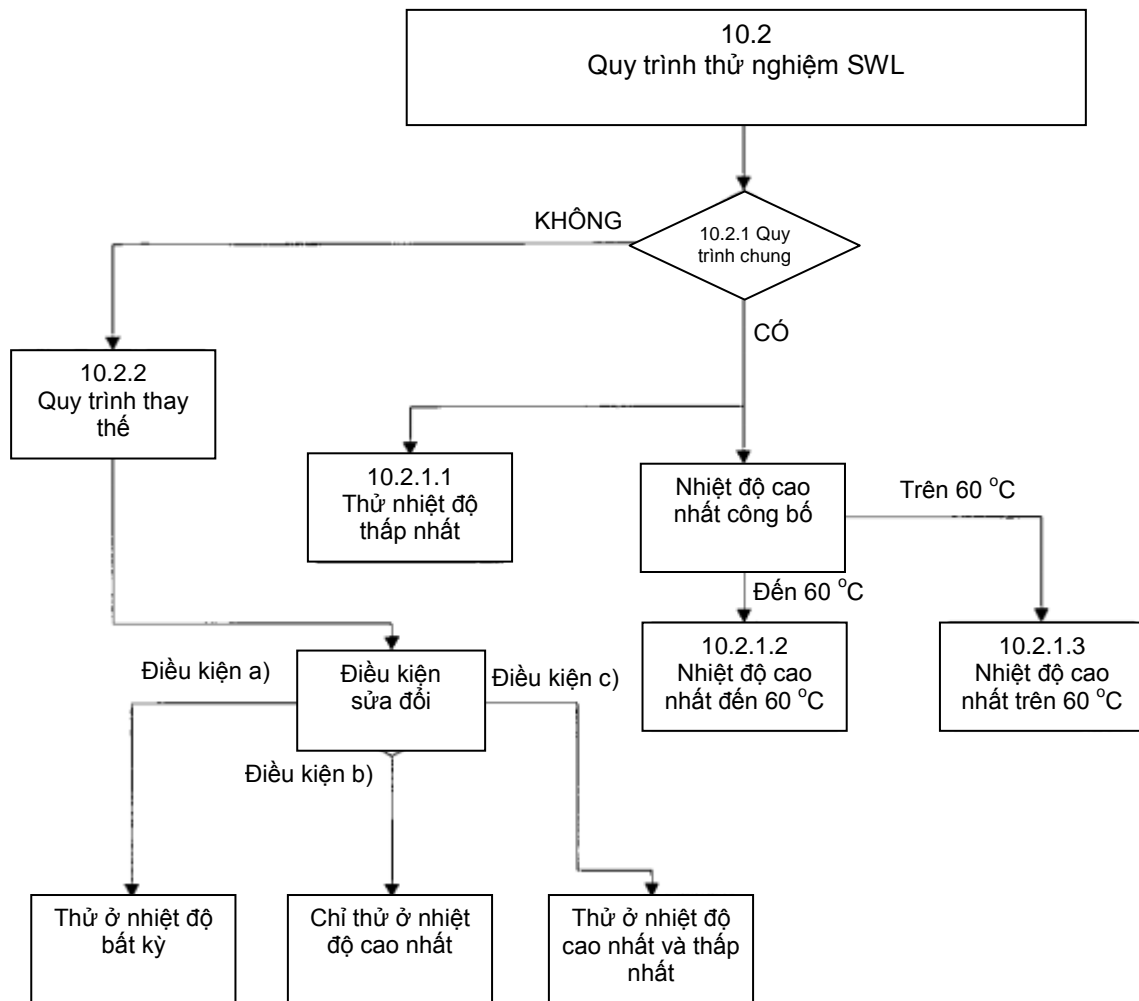 10.2
Quy trình thử nghiệm SWL
KHÔNG
10.2.1 Quy
trình chung
CÓ
10.2.2
Quy trình thay
thế
10.2.1.1
Thử nhiệt độ
thấp nhất
Nhiệt độ cao
nhất công bố
Trên 60 °C
Đến 60 °C
10.2.1.2
Nhiệt độ cao
nhất đến 60 °C
10.2.1.3
Nhiệt độ cao
nhất trên 60 °C
Điều kiện a)
Điều kiện
sửa đổi
Điều kiện c)
Điều kiện b)
Thử ở nhiệt độ
bất kỳ
Chỉ thử ở nhiệt
độ cao nhất
Thử ở nhiệt độ
cao nhất và thấp
nhất